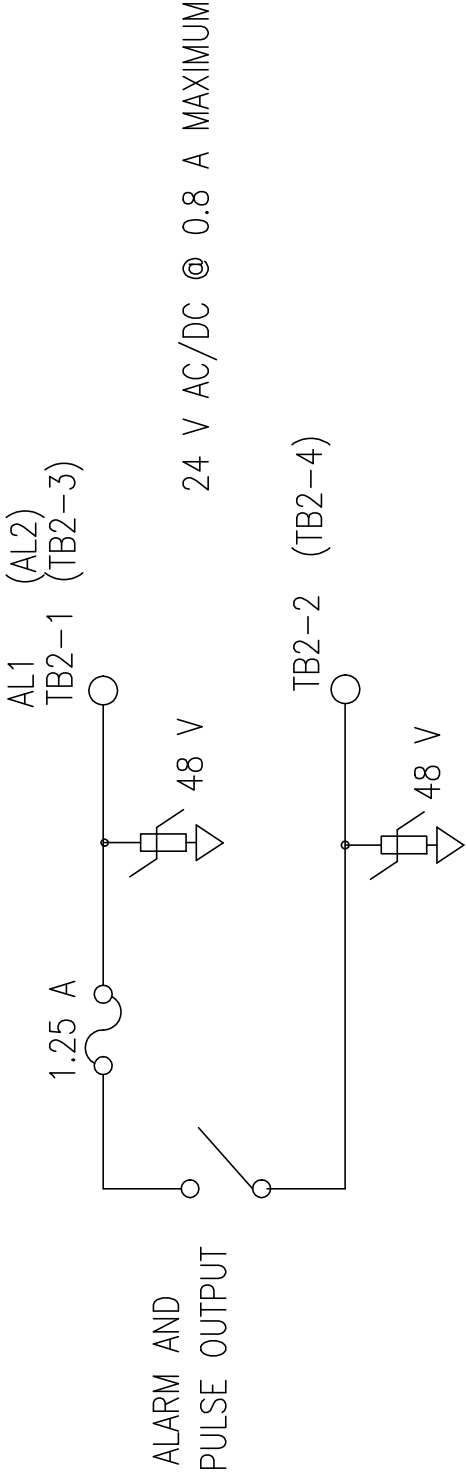 AL1 (AL2)
TB2-1 (TB2-3)
1.25 A
48 V
24 V AC/DC @ 0.8 A MAXIMUM
ALARM AND
PULSE OUTPUT
TB2-2 (TB2-4)
48 V